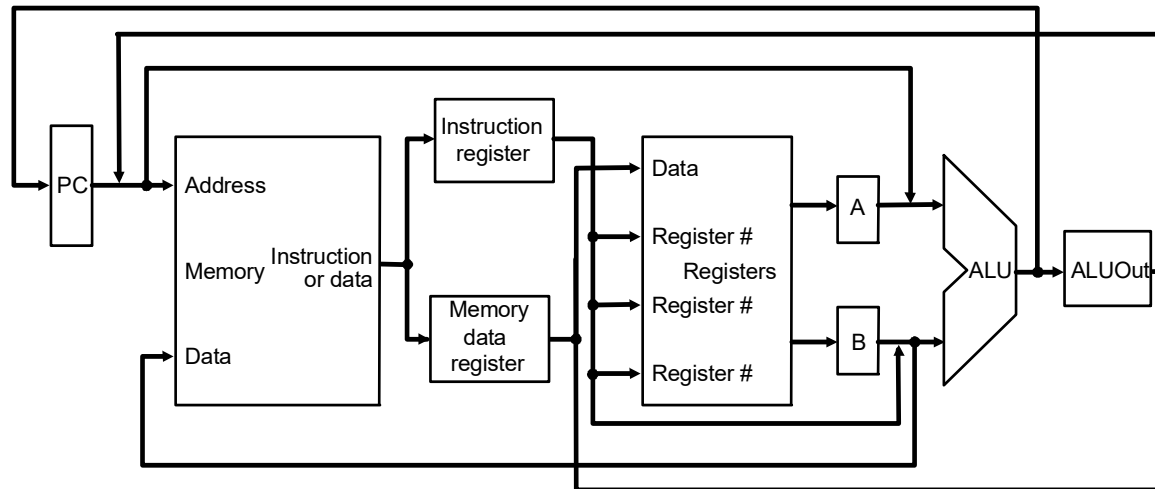 PC
Address
Memory
Instruction
or data
Data
Instruction
register
Memory
data
register
Data
Register #
Registers
Register #
Register #
A
B
ALU
ALUOut